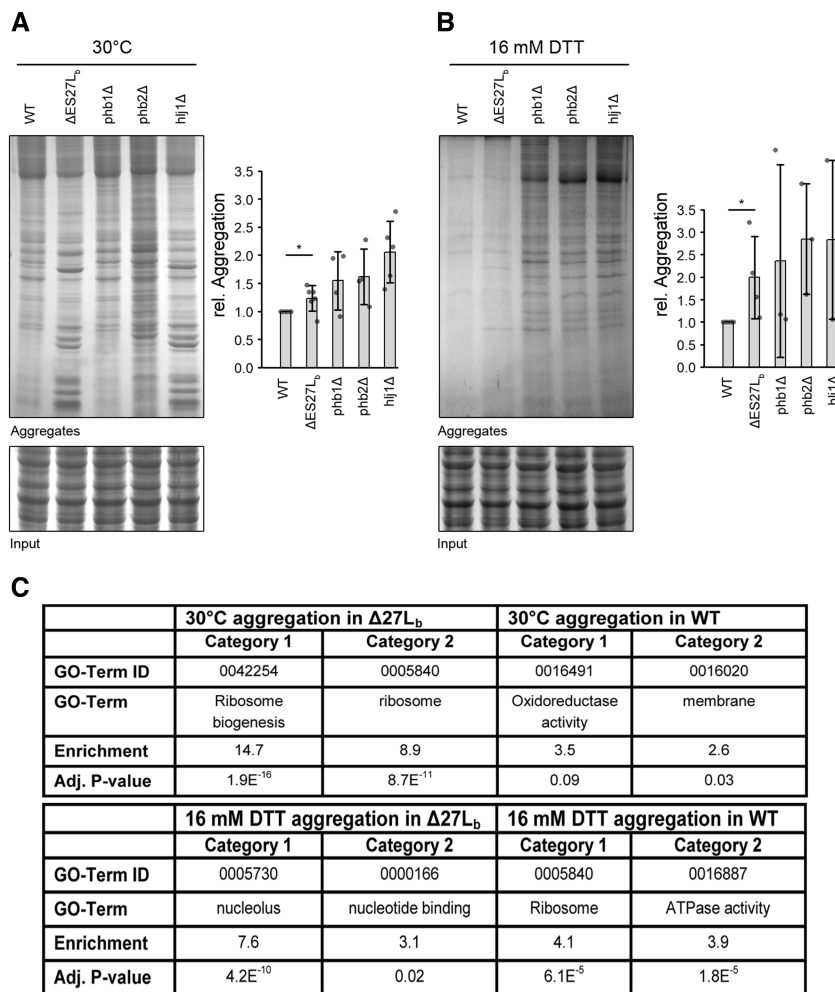 A
30°C
WT
ΔES27Lb
phb1Δ
phb2Δ
hlj1Δ
Aggregates
Input
rel. Aggregation
3.5
3.0
2.5
2.0
1.5
1.0
0.5
0.0
*
WT
ΔES27Lb
phb1Δ
phb2Δ
hlj1Δ
B
16 mM DTT
WT
ΔES27Lb
phb1Δ
phb2Δ
hlj1Δ
Aggregates
Input
rel. Aggregation
3.5
3.0
2.5
2.0
1.5
1.0
0.5
0.0
*
WT
ΔES27Lb
phb1Δ
phb2Δ
hlj1Δ
C
30°C aggregation in Δ27Lb 30°C aggregation in WT
Category 1 Category 2 Category 1 Category 2
GO-Term ID 0042254 0005840 0016491 0016020
GO-Term Ribosome ribosome Oxidoreductase membrane
biogenesis activity
Enrichment 14.7 8.9 3.5 2.6
Adj. P-value 1.9E-16 8.7E-11 0.09 0.03
16 mM DTT aggregation in Δ27Lb 16 mM DTT aggregation in WT
Category 1 Category 2 Category 1 Category 2
GO-Term ID 0005730 0000166 0005840 0016887
GO-Term nucleolus nucleotide binding Ribosome ATPase activity
Enrichment 7.6 3.1 4.1 3.9
Adj. P-value 4.2E-10 0.02 6.1E-5 1.8E-5